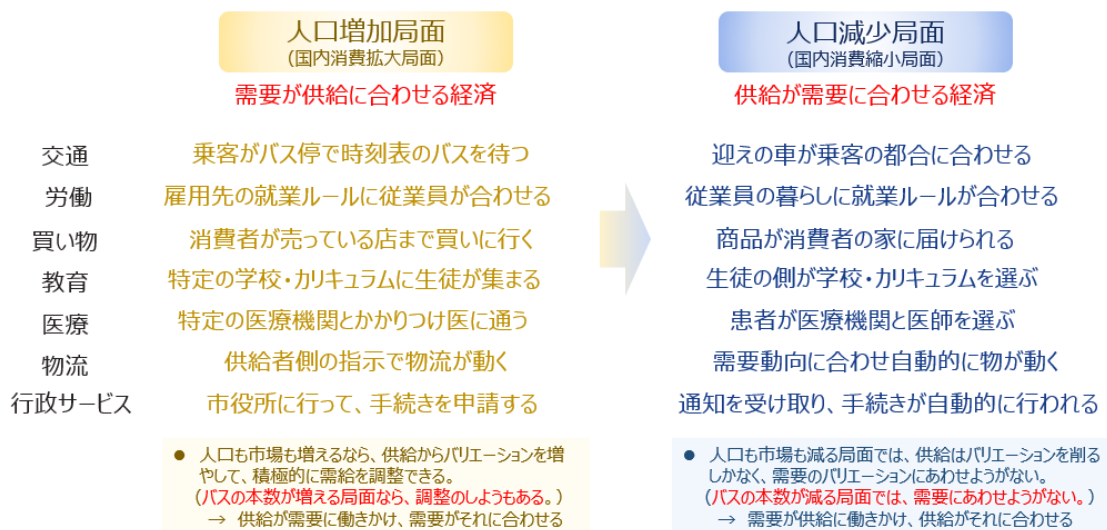 人口増加局面
(国内消費拡大局面)
需要が供給に合わせる経済
人口減少局面
(国内消費縮小局面)
供給が需要に合わせる経済
交通
乗客がバス停で時刻表のバスを待つ
迎えの車が乗客の都合に合わせる
労働
雇用先の就業ルールに従業員が合わせる
従業員の暮らしに就業ルールが合わせる
買い物
消費者が売っている店まで買いに行く
商品が消費者の家に届けられる
教育
特定の学校・カリキュラムに生徒が集まる
生徒の側が学校・カリキュラムを選ぶ
医療
特定の医療機関とかかりつけ医に通う
患者が医療機関と医師を選ぶ
物流
供給者側の指示で物流が動く
需要動向に合わせ自動的に物が動く
行政サービス
市役所に行って、手続きを申請する
通知を受け取り、手続きが自動的に行われる
● 人口も市場も増えるなら、供給からバリエーションを増
やして、積極的に需給を調整できる。
(バスの本数が増える局面なら、調整のしようもある。)
→ 供給が需要に働きかけ、需要がそれに合わせる
● 人口も市場も減る局面では、供給はバリエーションを削る
しかなく、需要のバリエーションにあわせようがない。
(バスの本数が減る局面では、需要にあわせようがない。)
→ 需要が供給に働きかけ、供給がそれに合わせる